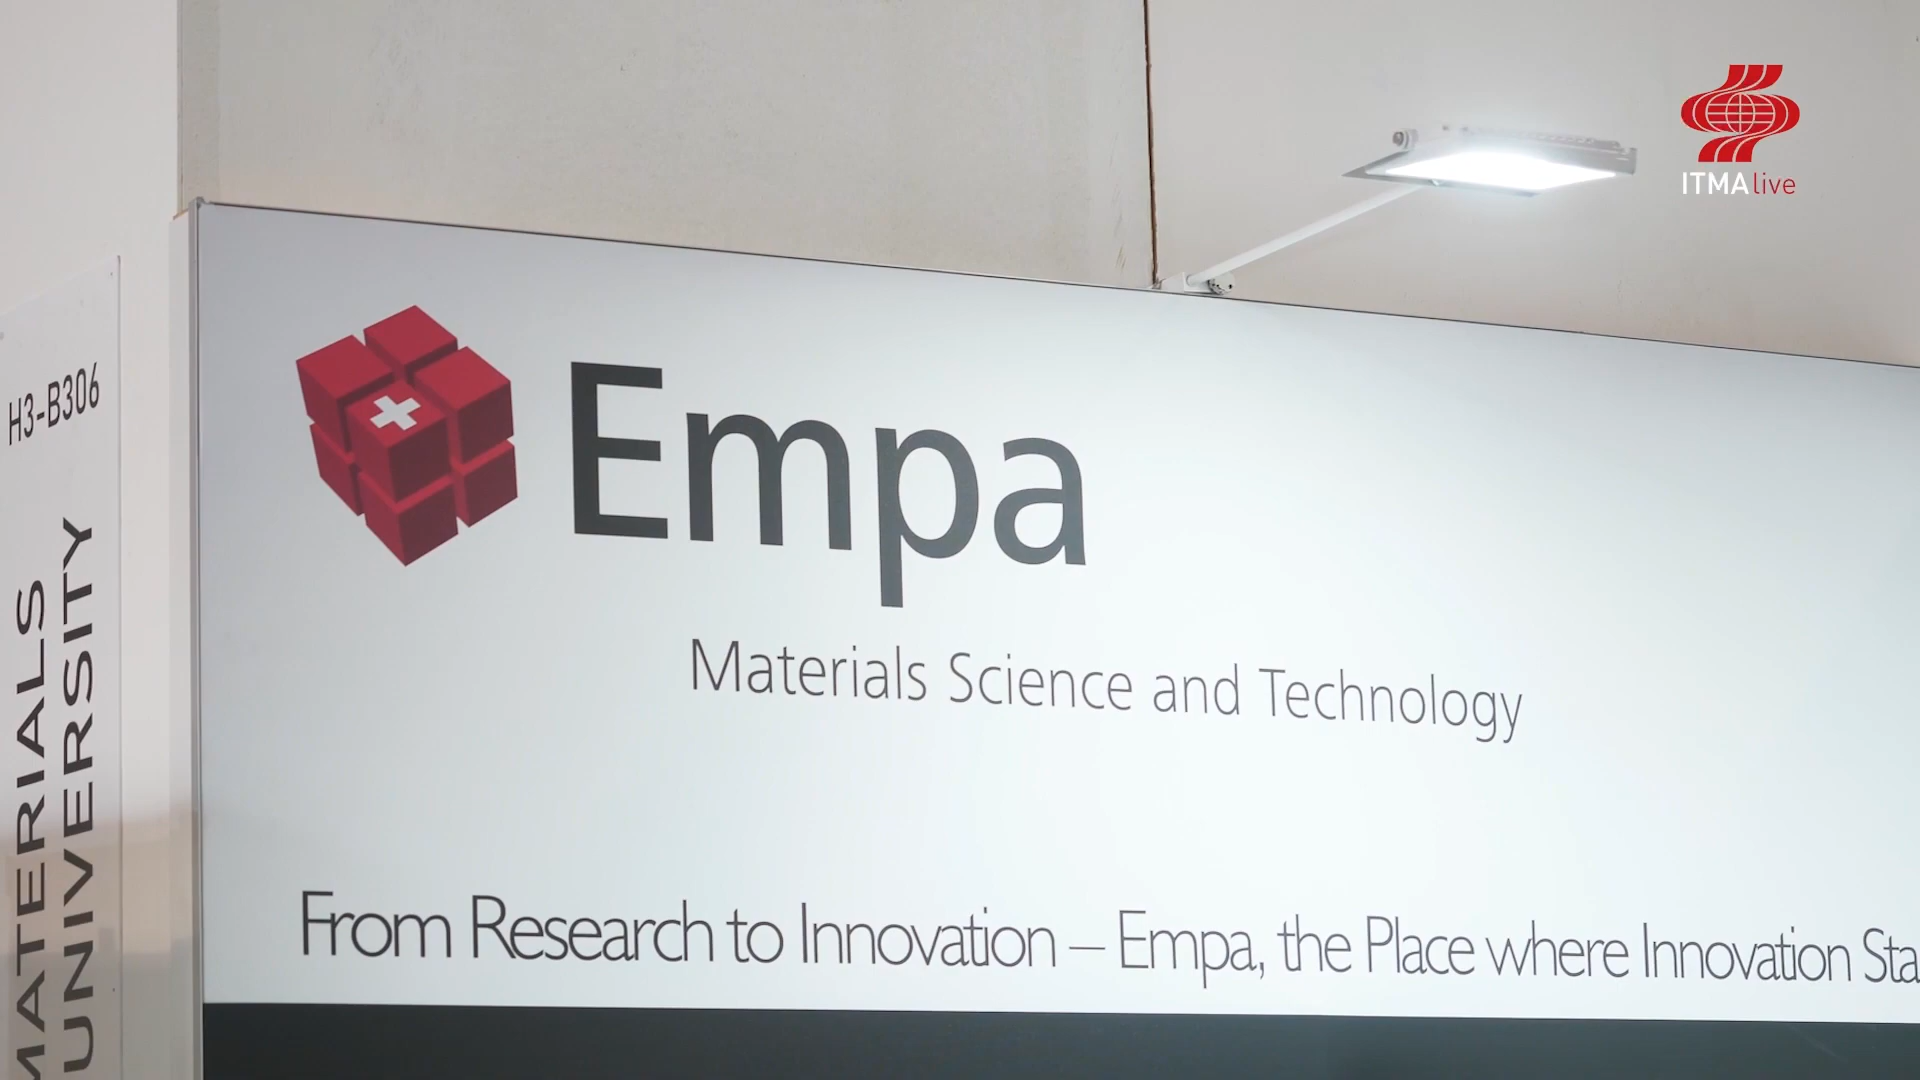 ITMA live
H3-B306
MATERIALS
UNIVERSITY
Empa
Materials Science and Technology
From Research to Innovation – Empa, the Place where Innovation Sta